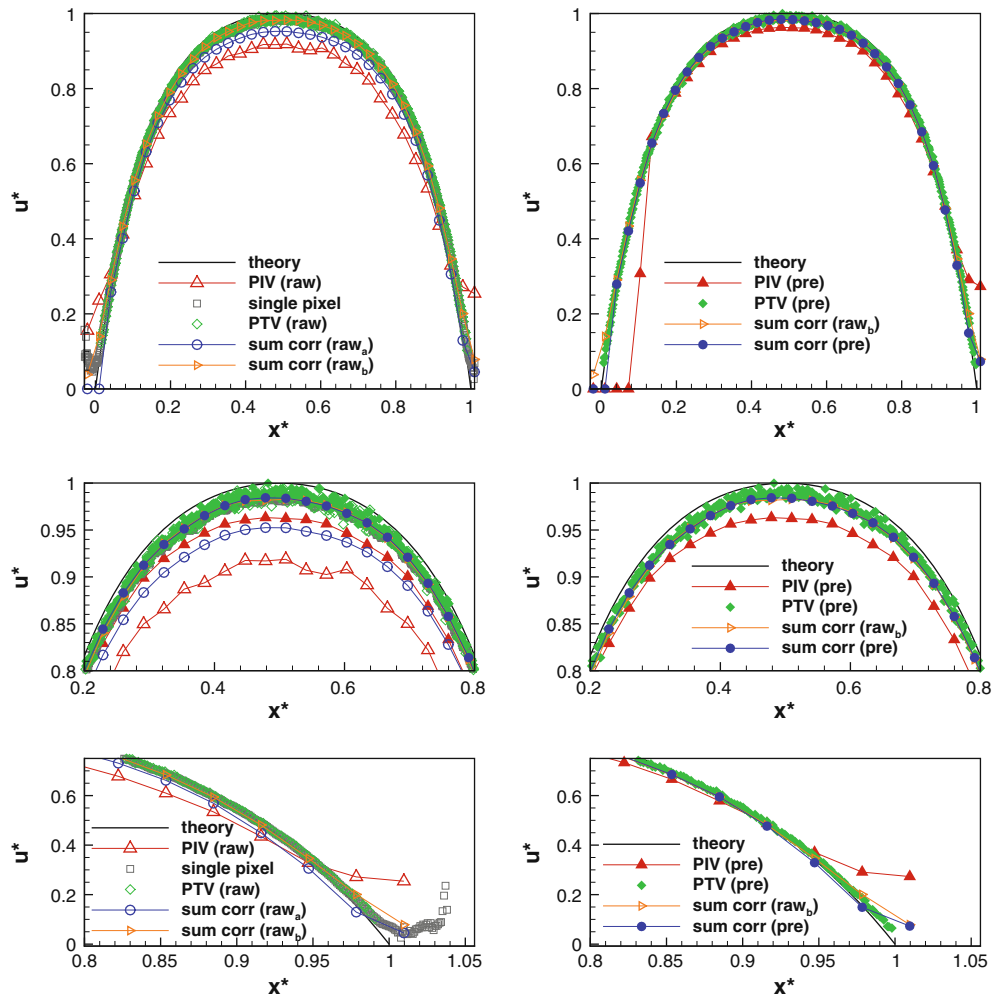 1
0.8
0.6
0.4
0.2
0
u*
theory
PIV (raw)
single pixel
PTV (raw)
sum corr (raw_a)
sum corr (raw_b)
0 0.2 0.4 0.6 0.8 1
x*
1
0.8
0.6
0.4
0.2
0
u*
theory
PIV (pre)
PTV (pre)
sum corr (raw_b)
sum corr (pre)
0 0.2 0.4 0.6 0.8 1
x*
1
0.95
0.9
0.85
0.8
u*
0.2 0.4 0.6 0.8
x*
1
0.95
0.9
0.85
0.8
u*
theory
PIV (pre)
PTV (pre)
sum corr (raw_b)
sum corr (pre)
0.2 0.4 0.6 0.8
x*
0.6
0.4
0.2
0
u*
theory
PIV (raw)
single pixel
PTV (raw)
sum corr (raw_a)
sum corr (raw_b)
0.8 0.85 0.9 0.95 1 1.05
x*
0.6
0.4
0.2
0
u*
theory
PIV (pre)
PTV (pre)
sum corr (raw_b)
sum corr (pre)
0.8 0.85 0.9 0.95 1 1.05
x*